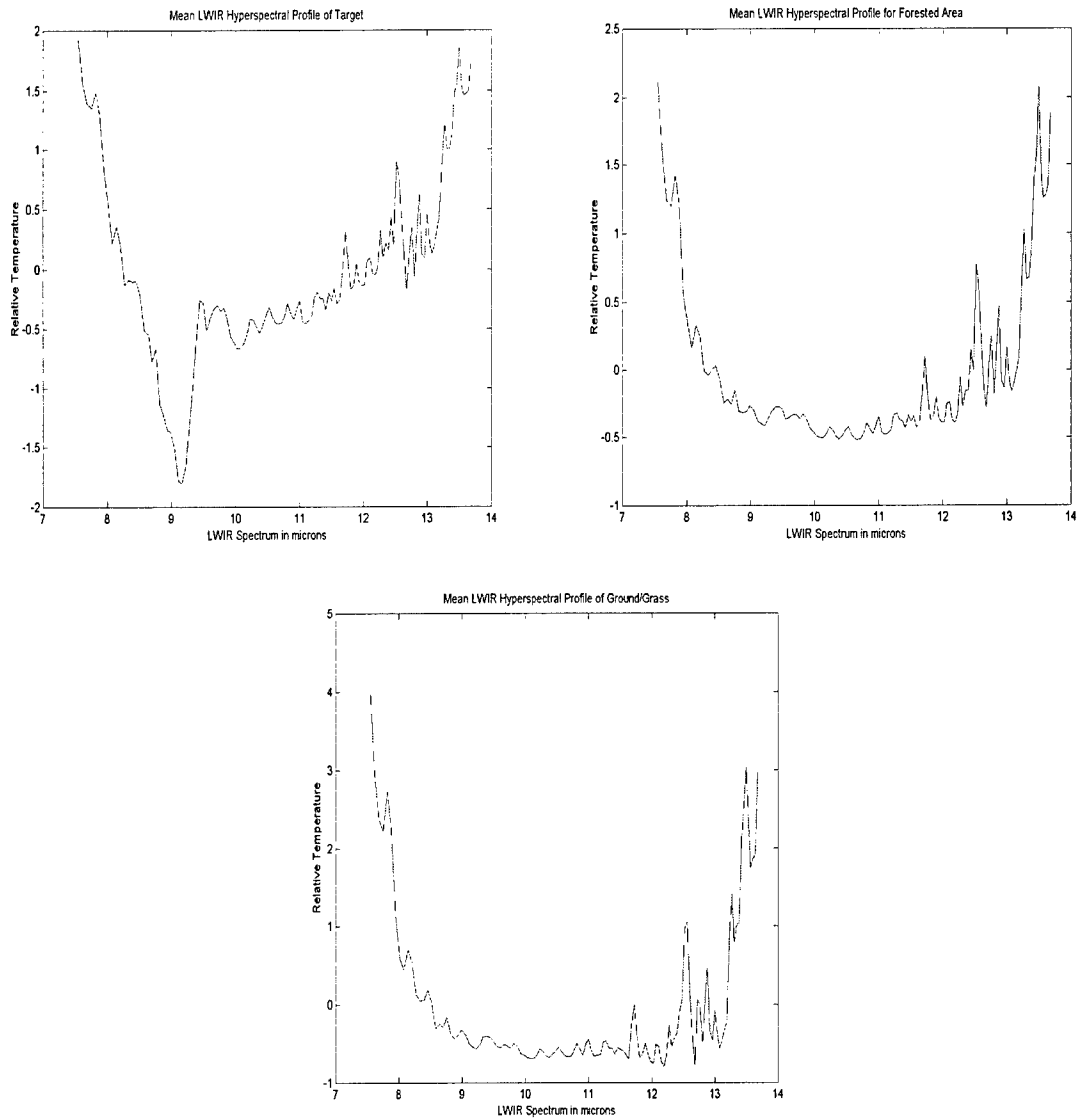 Mean LWIR Hyperspectral Profile of Target
2
1.5
1
0.5
0
-0.5
-1
-1.5
-2
Relative Temperature
7 8 9 10 11 12 13 14
LWIR Spectrum in microns
Mean LWIR Hyperspectral Profile for Forested Area
2.5
2
1.5
1
0.5
0
-0.5
-1
Relative Temperature
7 8 9 10 11 12 13 14
LWIR Spectrum in microns
Mean LWIR Hyperspectral Profile of Ground/Grass
5
4
3
2
1
0
-1
Relative Temperature
7 8 9 10 11 12 13 14
LWIR Spectrum in microns